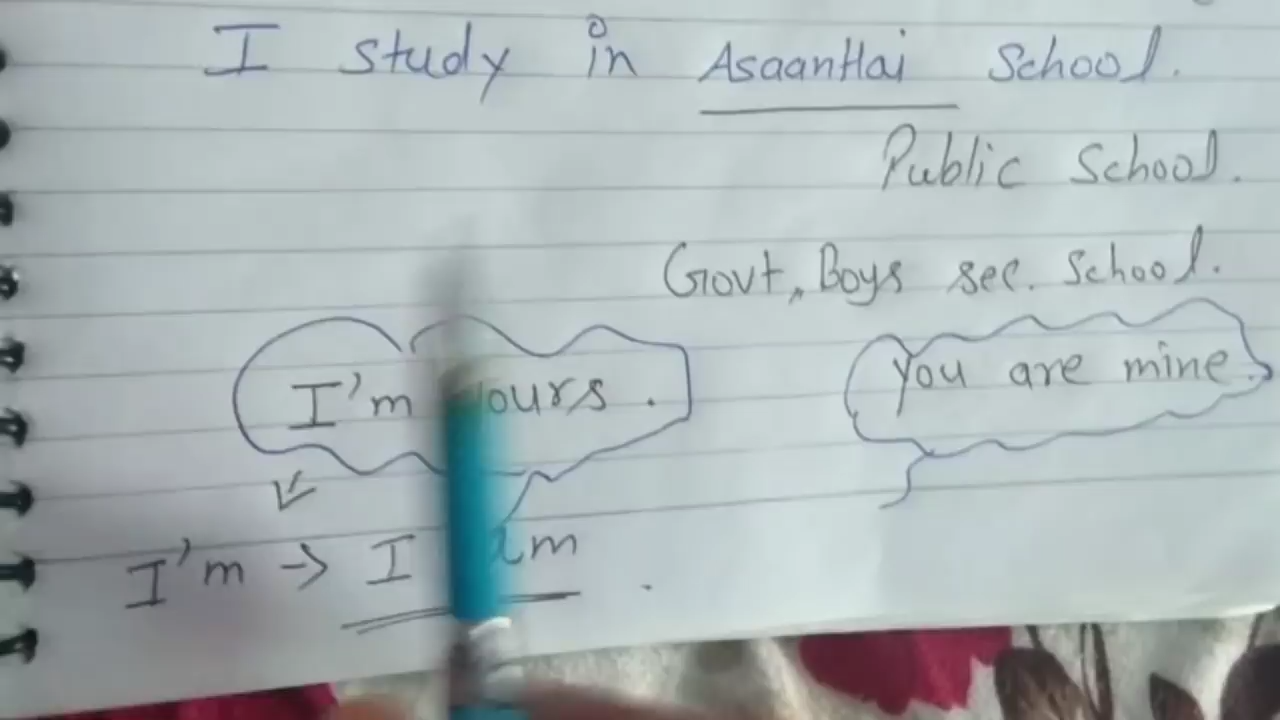 I study in AsaanHai School.
Public School.
Govt, Boys sec. School.
I'm yours .
You are mine.
I'm → I am